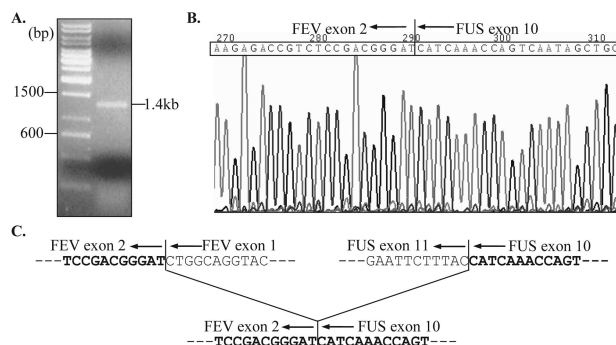 A.
(bp)
1500
600
1.4kb
B.
FEV exon 2 FUS exon 10
270 280 290 300 310
AAGAGACCGTCTCCGACGGGATCATCAAACCAGTCAATAGCTGC
C.
FEV exon 2 FEV exon 1
---TCCGACGGGATCTGGCAGGTAC---
FUS exon 11 FUS exon 10
---GAATTCTTTACCATCAAACCAGT---
FEV exon 2 FUS exon 10
---TCCGACGGGATCATCAAACCAGT---